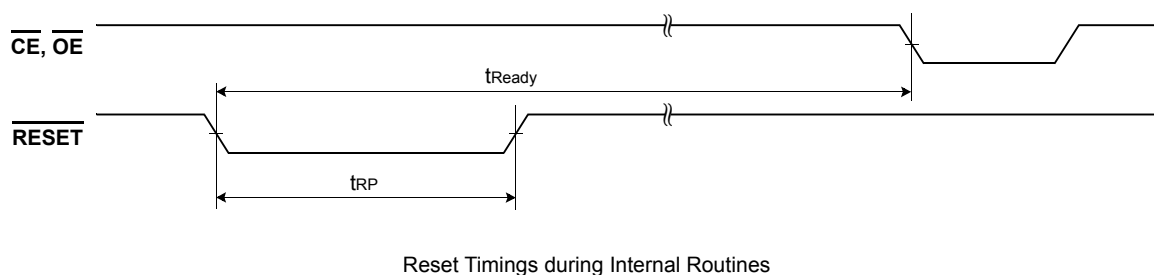 CE, OE
tReady
RESET
tRP
Reset Timings during Internal Routines